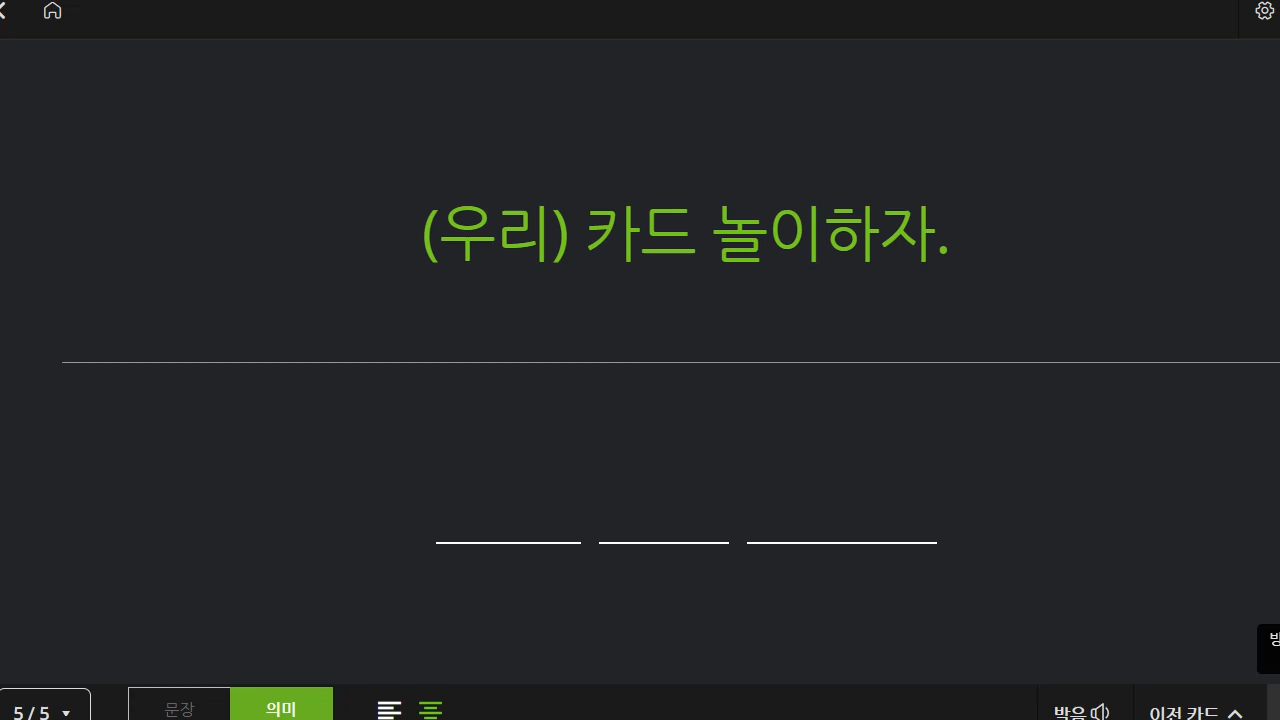 (우리) 카드 놀이하자.
5 / 5
문장
의미
발음
이전 카드